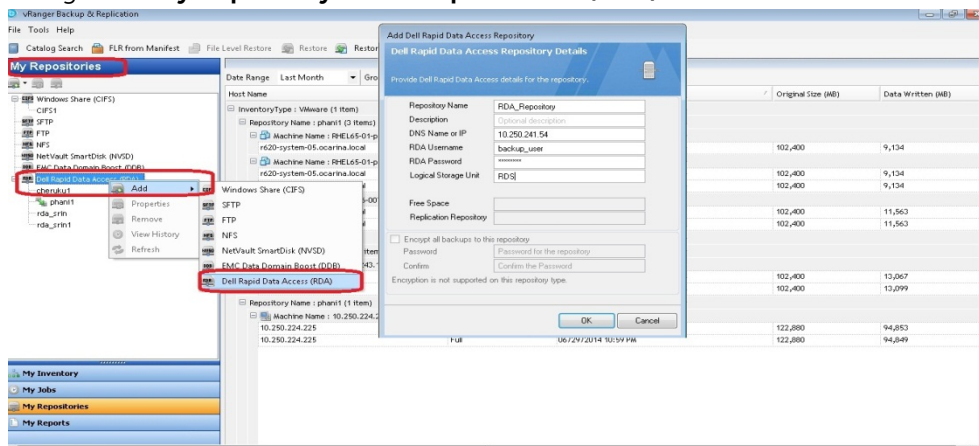 vRanger Backup & Replication
File Tools Help
Catalog Search FLR from Manifest File Level Restore Restore Restor
My Repositories
Windows Share (CIFS)
CIFS1
SFTP
FTP
NFS
NetVault SmartDisk (NVSD)
EMC Data Domain Boost (DDB)
Dell Rapid Data Access (RDA)
cheruku1
phani1
rda_srin
rda_srin1
Add
Properties
Remove
View History
Refresh
Windows Share (CIFS)
SFTP
FTP
NFS
NetVault SmartDisk (NVSD)
EMC Data Domain Boost (DDB)
Dell Rapid Data Access (RDA)
Date Range Last Month Gro
Host Name
InventoryType : VMware (1 item)
Repository Name : phani1 (3 items)
Machine Name : RHEL65-01-p
r620-system-05.ocarina.local
Machine Name : RHEL65-01-p
r620-system-05.ocarina.local
Repository Name : phani1 (1 item)
Machine Name : 10.250.224.2
10.250.224.225
10.250.224.225 Full 06/29/2014 10:59 PM
Add Dell Rapid Data Access Repository
Dell Rapid Data Access Repository Details
Provide Dell Rapid Data Access details for the repository.
Repository Name RDA_Repository
Description Optional description
DNS Name or IP 10.250.241.54
RDA Username backup_user
RDA Password ********
Logical Storage Unit RDS
Free Space
Replication Repository
Encrypt all backups to this repository
Password Password for the repository
Confirm Confirm the Password
Encryption is not supported on this repository type.
OK Cancel
Original Size (MB) Data Written (MB)
102,400 9,134
102,400 9,134
102,400 9,134
102,400 11,563
102,400 11,563
102,400 13,067
102,400 13,099
122,880 94,853
122,880 94,849
My Inventory
My Jobs
My Repositories
My Reports